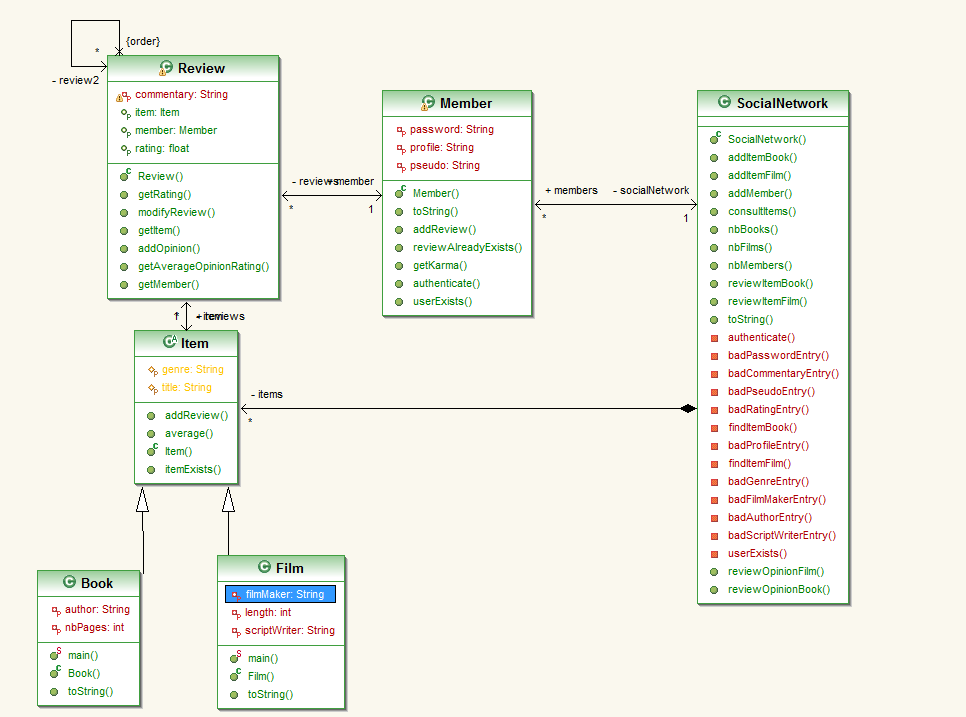 {order}
*
- review2
Review
commentary: String
item: Item
member: Member
rating: float
Review()
getRating()
modifyReview()
getItem()
addOpinion()
getAverageOpinionRating()
getMember()
- reviews
member
*
1
Member
password: String
profile: String
pseudo: String
Member()
toString()
addReview()
reviewAlreadyExists()
getKarma()
authenticate()
userExists()
+ members
- socialNetwork
*
1
SocialNetwork
SocialNetwork()
addItemBook()
addItemFilm()
addMember()
consultItems()
nbBooks()
nbFilms()
nbMembers()
reviewItemBook()
reviewItemFilm()
toString()
authenticate()
badPasswordEntry()
badCommentaryEntry()
badPseudoEntry()
badRatingEntry()
findItemBook()
badProfileEntry()
findItemFilm()
badGenreEntry()
badFilmMakerEntry()
badAuthorEntry()
badScriptWriterEntry()
userExists()
reviewOpinionFilm()
reviewOpinionBook()
Item
genre: String
title: String
addReview()
average()
Item()
itemExists()
- items
*
Book
author: String
nbPages: int
main()
Book()
toString()
Film
filmMaker: String
length: int
scriptWriter: String
main()
Film()
toString()